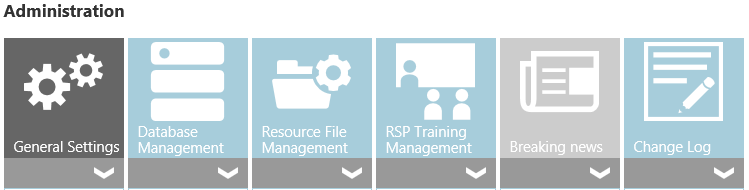 Administration
General Settings
Database
Management
Resource File
Management
RSP Training
Management
Breaking news
Change Log